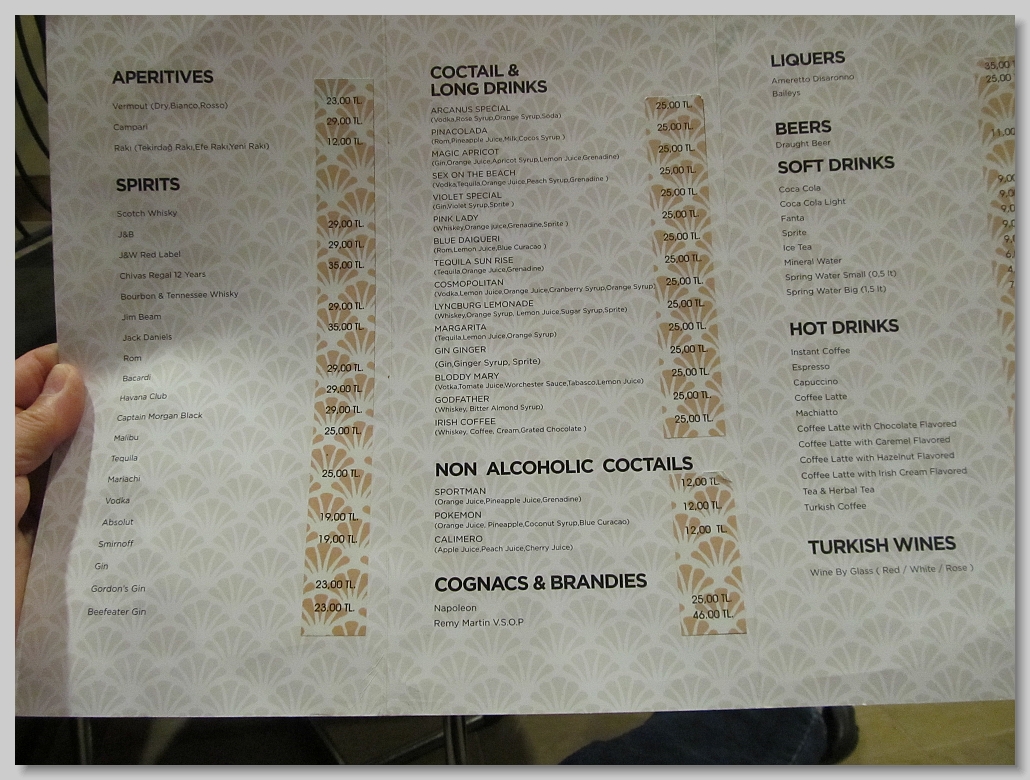 APERITIVES
Vermout (Dry,Bianco,Rosso) 23,00 TL.
Campari 29,00 TL.
Rakı (Tekirdağ Rakı,Efe Rakı,Yeni Rakı) 12,00 TL.
SPIRITS
Scotch Whisky
J&B 29,00 TL.
J&W Red Label 29,00 TL.
Chivas Regal 12 Years 35,00 TL.
Bourbon & Tennessee Whisky
Jim Beam 29,00 TL.
Jack Daniels 35,00 TL.
Rom
Bacardi 29,00 TL.
Havana Club 29,00 TL.
Captain Morgan Black 29,00 TL.
Malibu 25,00 TL.
Tequila
Mariachi 25,00 TL.
Vodka
Absolut 19,00 TL.
Smirnoff 19,00 TL.
Gin
Gordon's Gin 23,00 TL.
Beefeater Gin 23,00 TL.
COCTAIL &
LONG DRINKS
ARCANUS SPECIAL 25,00 TL.
(Vodka,Rose Syrup,Orange Syrup,Soda)
PINACOLADA 25,00 TL.
(Rom,Pineapple Juice,Milk,Cocos Syrup )
MAGIC APRICOT 25,00 TL.
(Gin,Orange Juice,Apricot Syrup,Lemon Juice,Grenadine)
SEX ON THE BEACH 25,00 TL.
(Vodka,Tequila,Orange Juice,Peach Syrup,Grenadine )
VIOLET SPECIAL 25,00 TL.
(Gin,Violet Syrup,Sprite )
PINK LADY 25,00 TL.
(Whiskey,Orange juice,Grenadine,Sprite )
BLUE DAIQUERI 25,00 TL.
(Rom,Lemon Juice,Blue Curacao )
TEQUILA SUN RISE 25,00 TL.
(Tequila,Orange Juice,Grenadine)
COSMOPOLITAN 25,00 TL.
(Vodka,Lemon Juice,Orange Juice,Cranberry Syrup,Orange Syrup)
LYNCBURG LEMONADE 25,00 TL.
(Whiskey,Orange Syrup, Lemon Juice,Sugar Syrup,Sprite)
MARGARITA 25,00 TL.
(Tequila,Lemon Juice,Orange Syrup)
GIN GINGER 25,00 TL.
(Gin,Ginger Syrup, Sprite)
BLODDY MARY 25,00 TL.
(Votka,Tomate Juice,Worchester Sauce,Tabasco,Lemon Juice)
GODFATHER 25,00 TL.
(Whiskey, Bitter Almond Syrup)
IRISH COFFEE 25,00 TL.
(Whiskey, Coffee, Cream,Grated Chocolate )
NON ALCOHOLIC COCTAILS
SPORTMAN 12,00 TL.
(Orange Juice,Pineapple Juice,Grenadine)
POKEMON 12,00 TL.
(Orange Juice, Pineapple,Coconut Syrup,Blue Curacao)
CALIMERO 12,00 TL.
(Apple Juice,Peach Juice,Cherry Juice)
COGNACS & BRANDIES
Napoleon 25,00 TL.
Remy Martin V.S.O.P 46,00 TL.
LIQUERS
Ameretto Disaronno 35,00
Baileys 25,00
BEERS
Draught Beer 11,00
SOFT DRINKS
Coca Cola
Coca Cola Light
Fanta
Sprite
Ice Tea
Mineral Water
Spring Water Small (0,5 lt)
Spring Water Big (1,5 lt)
HOT DRINKS
Instant Coffee
Espresso
Capuccino
Coffee Latte
Machiatto
Coffee Latte with Chocolate Flavored
Coffee Latte with Caremel Flavored
Coffee Latte with Hazelnut Flavored
Coffee Latte with Irish Cream Flavored
Tea & Herbal Tea
Turkish Coffee
TURKISH WINES
Wine By Glass ( Red / White / Rose )